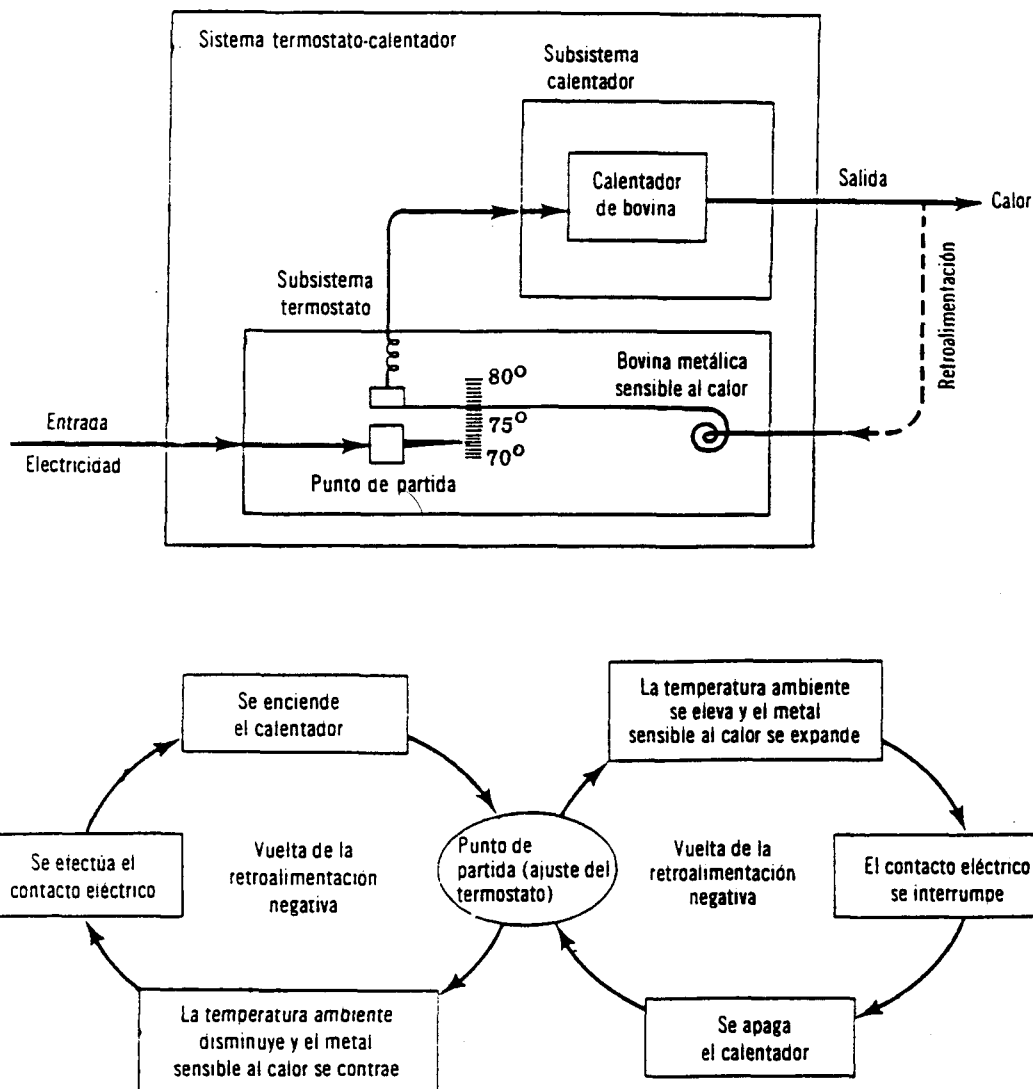 Sistema termostato-calentador
Subsistema
calentador
Calentador
de bovina
Salida
Calor
Retroalimentación
Subsistema
termostato
Bovina metálica
sensible al calor
80°
75°
70°
Entrada
Electricidad
Punto de partida
Se enciende
el calentador
La temperatura ambiente
se eleva y el metal
sensible al calor se expande
Se efectúa el
contacto eléctrico
Vuelta de la
retroalimentación
negativa
Punto de
partida (ajuste del
termostato)
Vuelta de la
retroalimentación
negativa
El contacto eléctrico
se interrumpe
La temperatura ambiente
disminuye y el metal
sensible al calor se contrae
Se apaga
el calentador